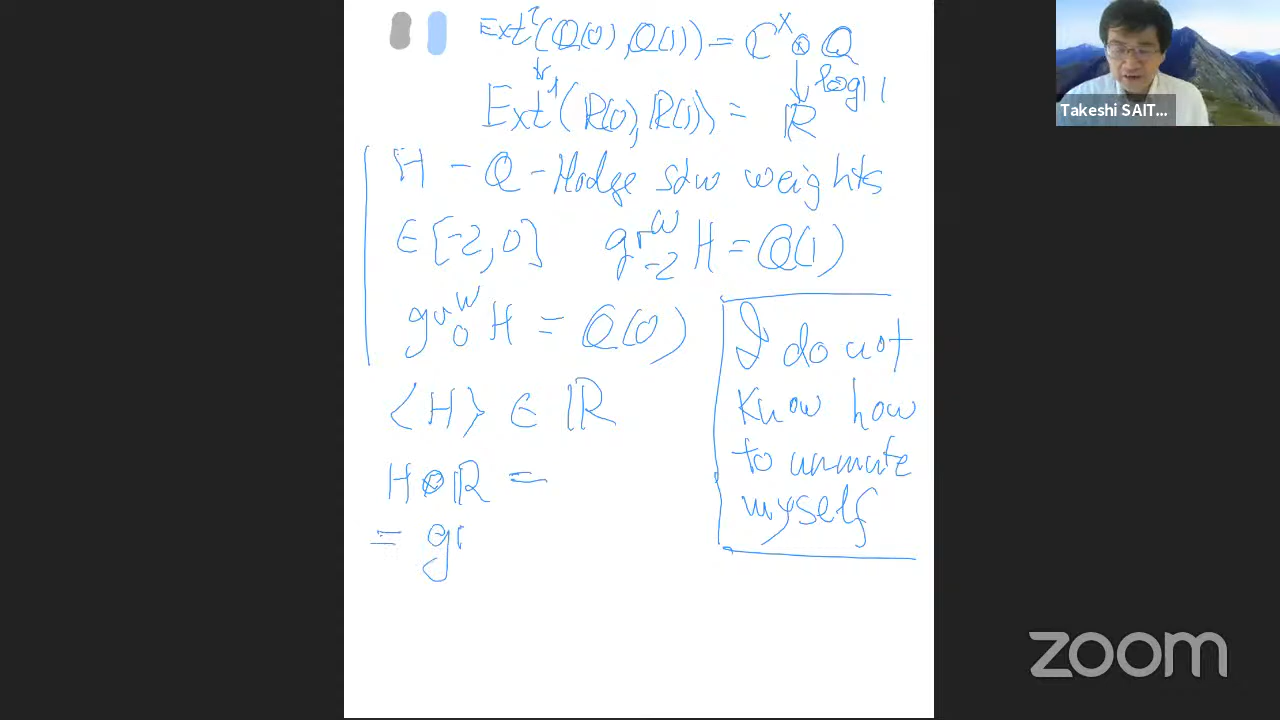 Ext¹(Q(0), Q(1)) = C^× ⊗ Q
↓ ↓ log| |
Ext¹(R(0), R(1)) = R
H - Q - Hodge str w weights
∈ [-2, 0] gr^W_{-2} H = Q(1)
gr^W_0 H = Q(0)
⟨H⟩ ∈ R
H ⊗ R =
= gr
I do not
know how
to unmute
myself
Takeshi SAIT...
zoom